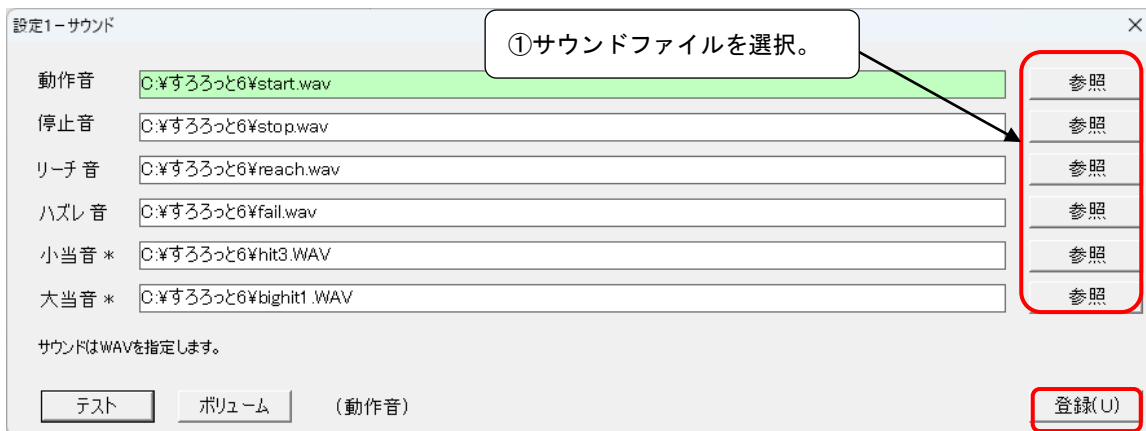 設定1-サウンド ×
①サウンドファイルを選択。
動作音 C:¥すろろっと6¥start.wav 参照
停止音 C:¥すろろっと6¥stop.wav 参照
リーチ音 C:¥すろろっと6¥reach.wav 参照
ハズレ音 C:¥すろろっと6¥fail.wav 参照
小当音 * C:¥すろろっと6¥hit3.WAV 参照
大当音 * C:¥すろろっと6¥bighit1.WAV 参照
サウンドはWAVを指定します。
テスト ボリューム (動作音) 登録(U)